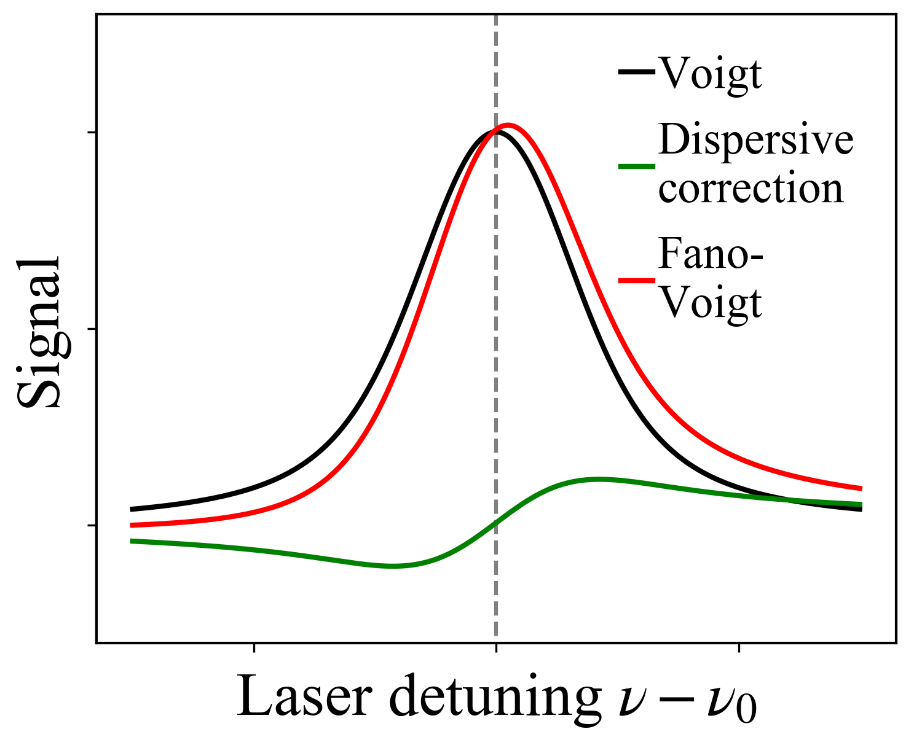 Voigt
Dispersive
correction
Fano-
Voigt
Signal
Laser detuning ν − ν₀